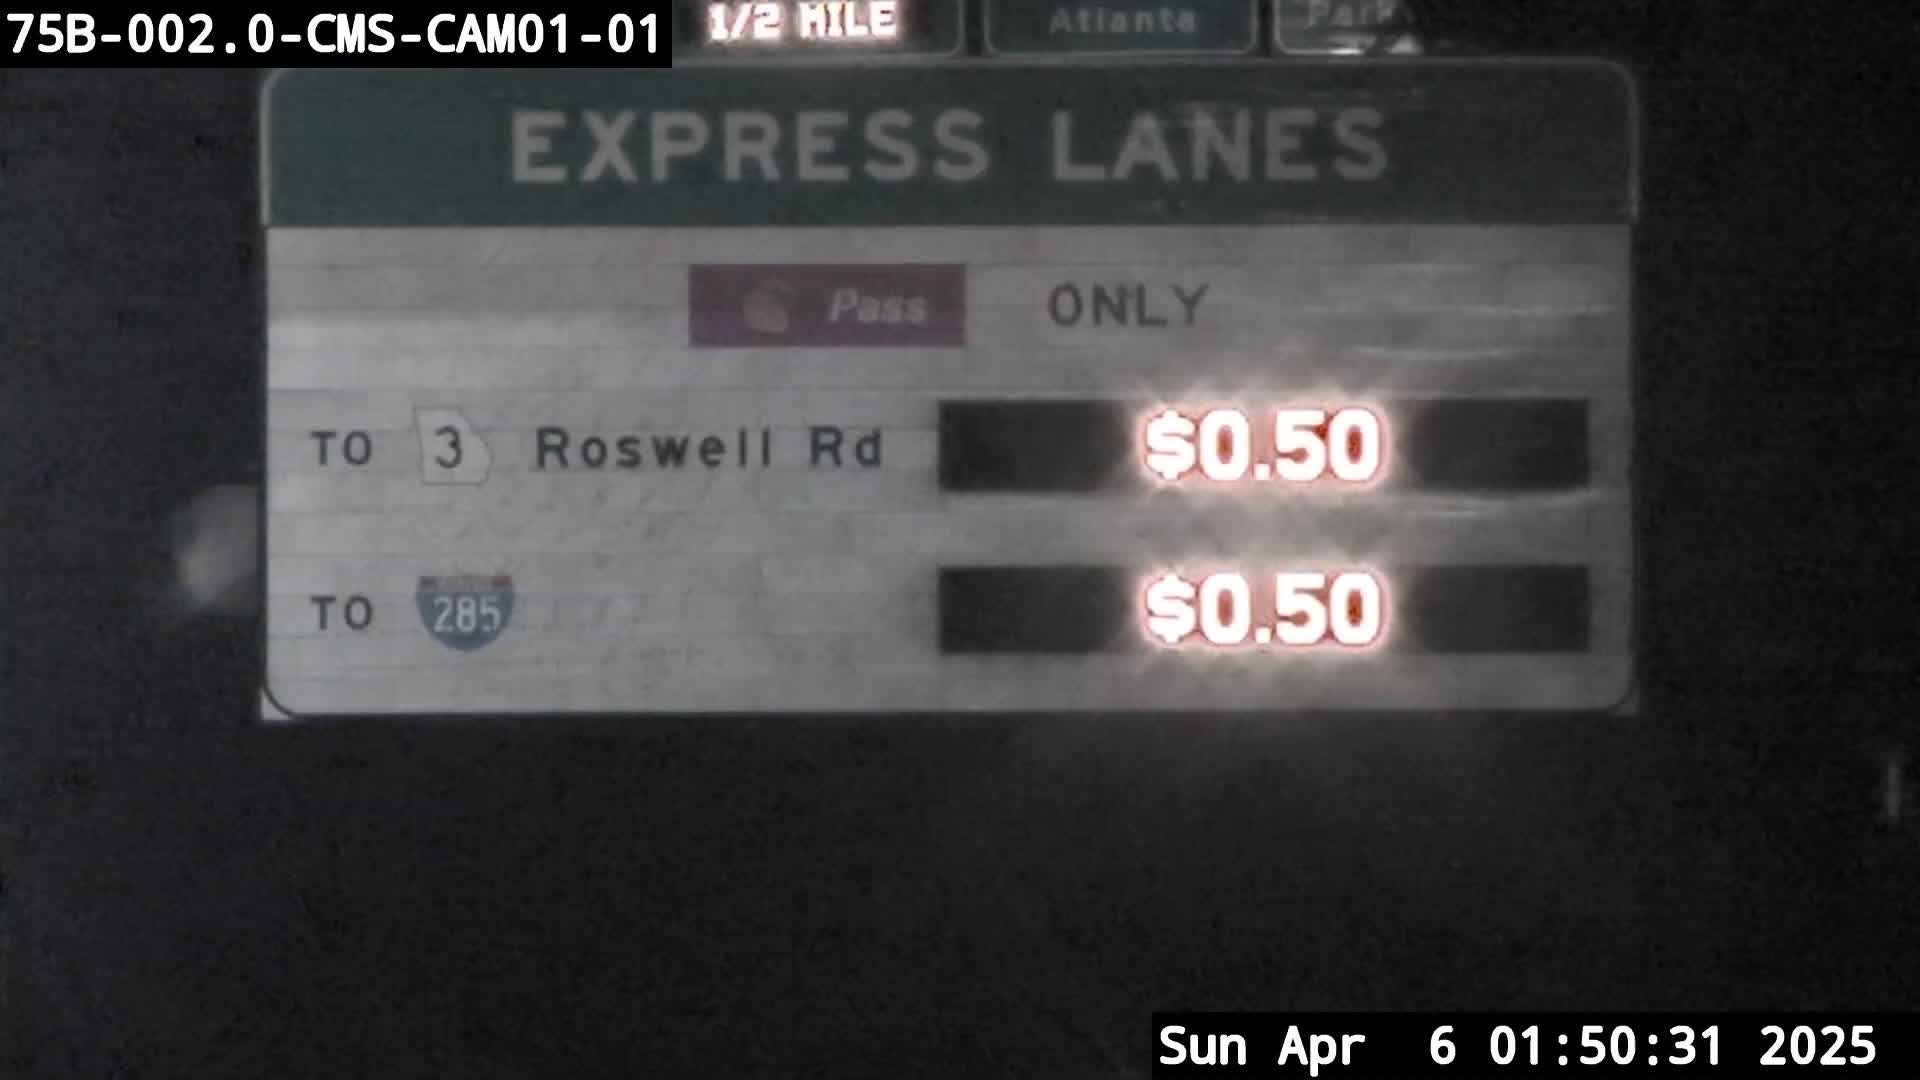 75B-002.0-CMS-CAM01-01
1/2 MILE
Atlanta
Park
EXPRESS LANES
Pass ONLY
TO 3 Roswell Rd $0.50
TO 285 $0.50
Sun Apr 6 01:50:31 2025